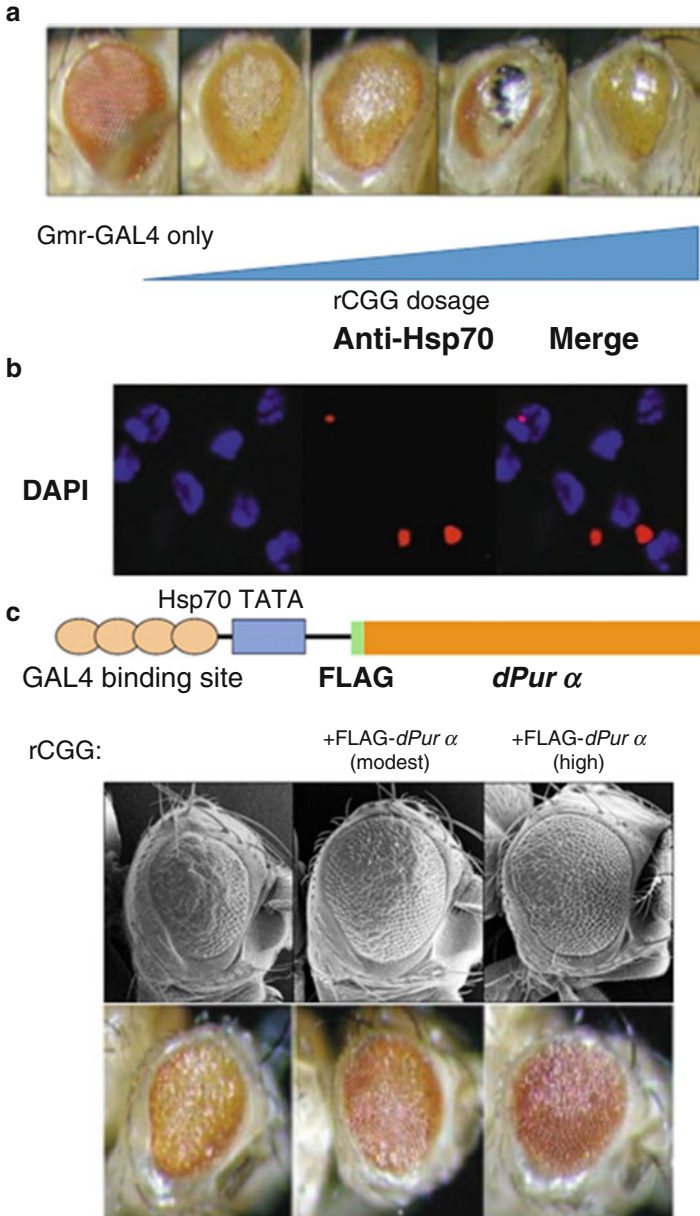 a
Gmr-GAL4 only
rCGG dosage
Anti-Hsp70 Merge
b
DAPI
Hsp70 TATA
c
GAL4 binding site FLAG dPur α
rCGG:
+FLAG-dPur α
(modest)
+FLAG-dPur α
(high)